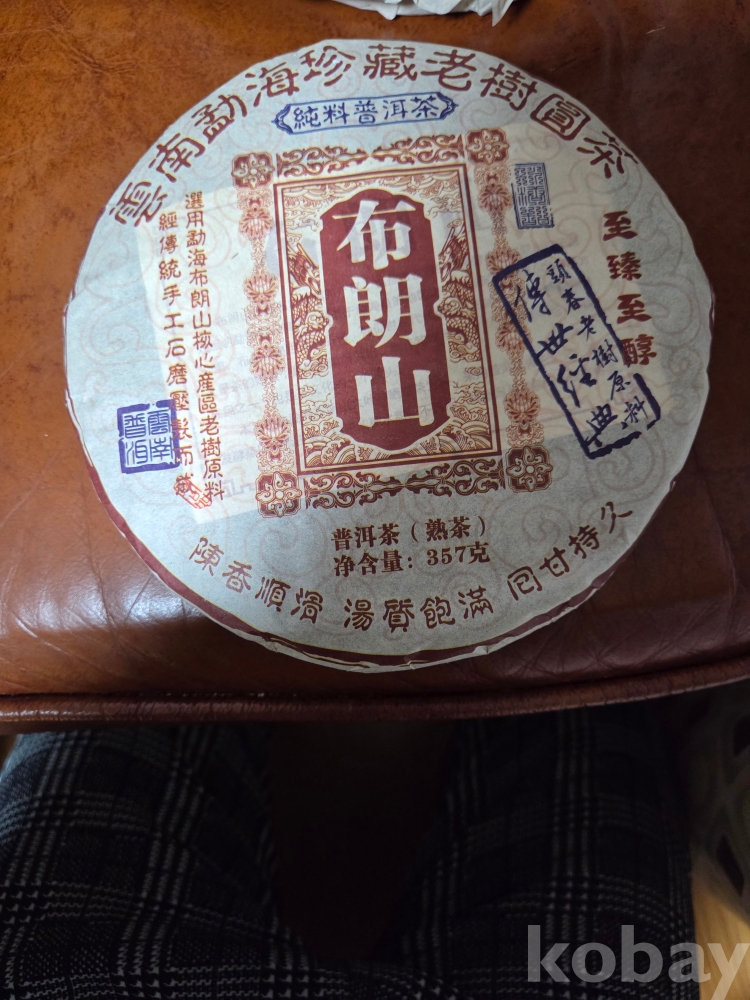 雲南勐海珍藏老樹圓茶
純料普洱茶
布朗山
選用勐海布朗山核心產區老樹原料
經傳統手工石磨壓製而成
至臻至醇
頭春老樹原料
傳世經典
雲南
普洱
普洱茶（熟茶）
净含量：357克
陳香順滑 湯質飽滿 回甘持久
kobay